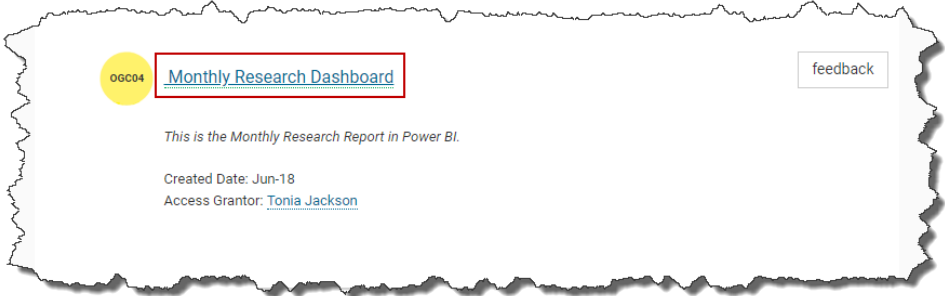 OGC04 Monthly Research Dashboard
feedback
This is the Monthly Research Report in Power BI.
Created Date: Jun-18
Access Grantor: Tonia Jackson